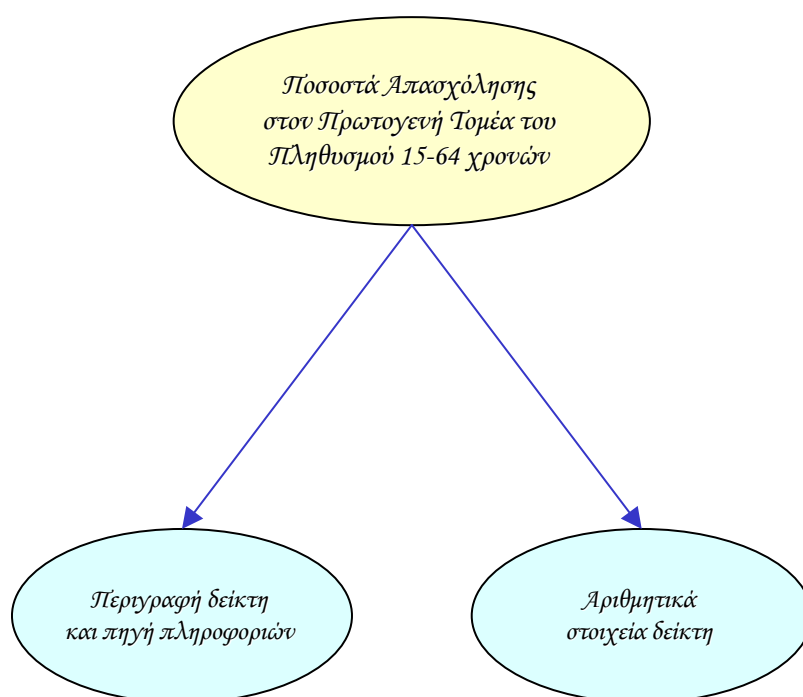 Ποσοστά Απασχόλησης
στον Πρωτογενή Τομέα του
Πληθυσμού 15-64 χρονών
Περιγραφή δείκτη
και πηγή πληροφοριών
Αριθμητικά
στοιχεία δείκτη